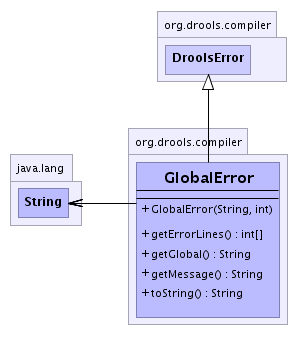 org.drools.compiler
DroolsError
org.drools.compiler
java.lang
String
GlobalError
+ GlobalError(String, int)
+ getErrorLines() : int[]
+ getGlobal() : String
+ getMessage() : String
+ toString() : String